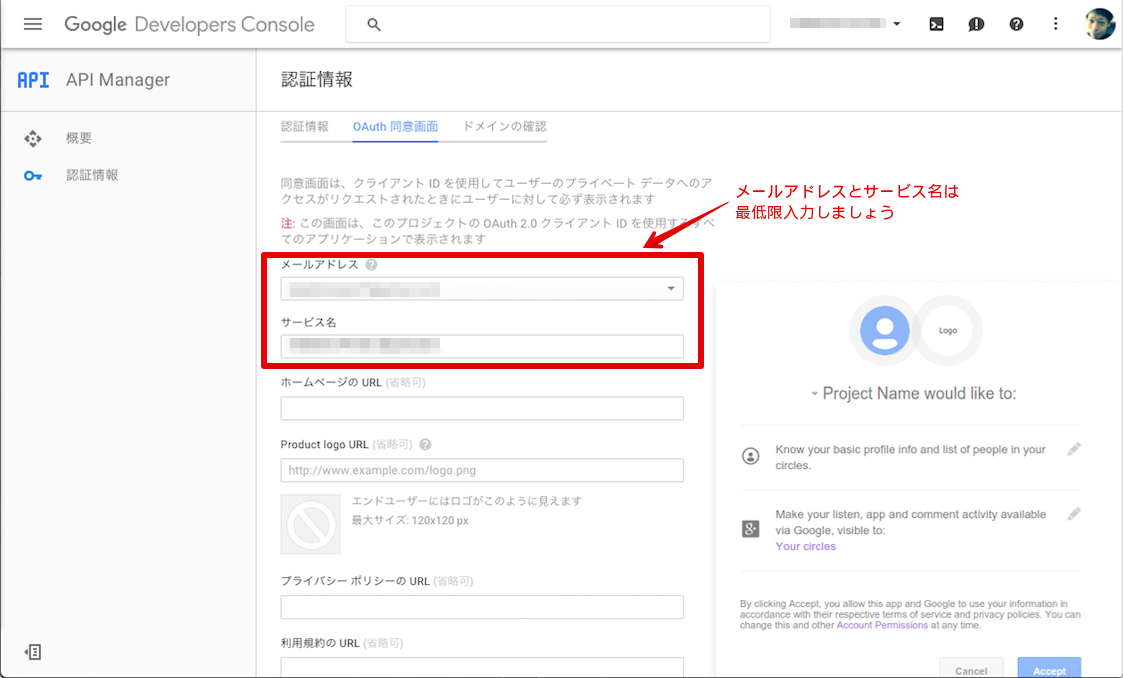 Google Developers Console
API API Manager
概要
認証情報
認証情報
認証情報 OAuth 同意画面 ドメインの確認
同意画面は、クライアント ID を使用してユーザーのプライベート データへのア
クセスがリクエストされたときにユーザーに対して必ず表示されます
注: この画面は、このプロジェクトの OAuth 2.0 クライアント ID を使用するすべ
てのアプリケーションで表示されます
メールアドレスとサービス名は
最低限入力しましょう
メールアドレス
サービス名
ホームページの URL (省略可)
Product logo URL (省略可)
http://www.example.com/logo.png
エンドユーザーにはロゴがこのように見えます
最大サイズ: 120x120 px
プライバシー ポリシーの URL (省略可)
利用規約の URL (省略可)
Logo
Project Name would like to:
Know your basic profile info and list of people in your
circles.
Make your listen, app and comment activity available
via Google, visible to:
Your circles
By clicking Accept, you allow this app and Google to use your information in
accordance with their respective terms of service and privacy policies. You can
change this and other Account Permissions at any time.
Cancel Accept